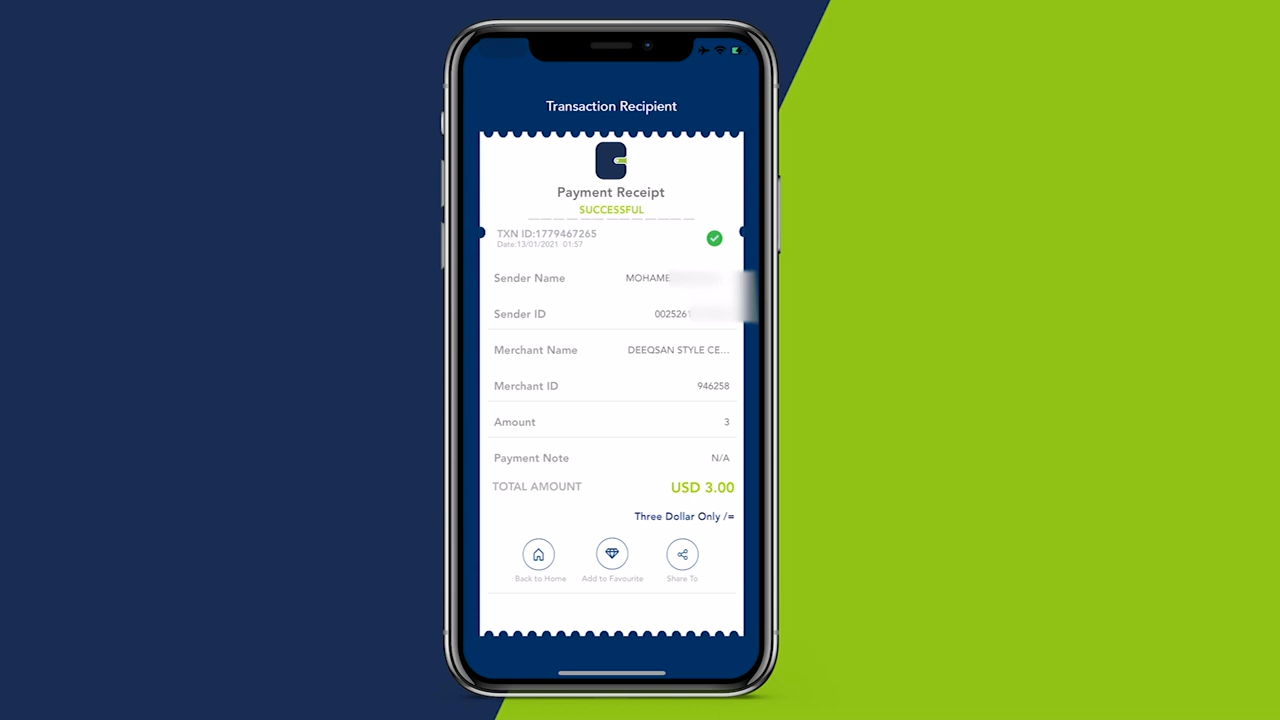 Transaction Recipient
Payment Receipt
SUCCESSFUL
TXN ID:1779467265
Date:13/01/2021 01:57
Sender Name MOHAME
Sender ID 0025261
Merchant Name DEEQSAN STYLE CE...
Merchant ID 946258
Amount 3
Payment Note N/A
TOTAL AMOUNT USD 3.00
Three Dollar Only /=
Back to Home Add to Favourite Share To